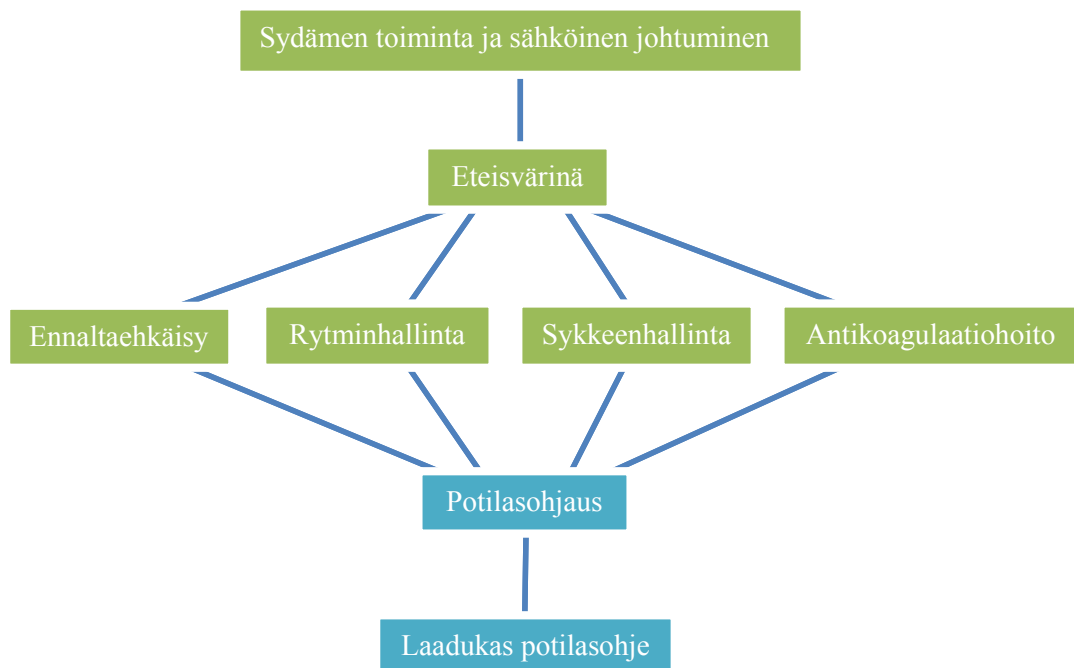 Sydämen toiminta ja sähköinen johtuminen
Eteisvärinä
Ennaltaehkäisy
Rytminhallinta
Sykkeenhallinta
Antikoagulaatiohoito
Potilasohjaus
Laadukas potilasohje